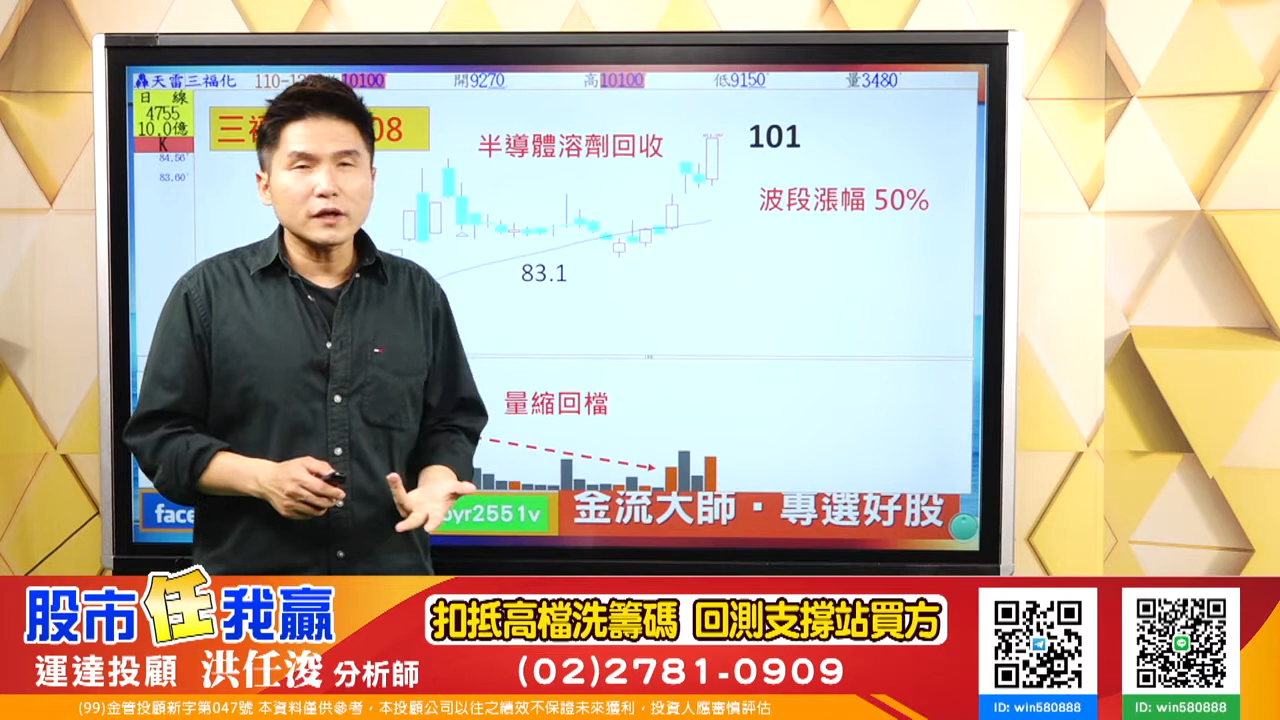 轟天雷三福化 110-12 10100 開9270 高10100 低9150 量3480
日 線
4755
10.0億
K
84.56
83.60
三福 08
半導體溶劑回收
101
波段漲幅 50%
83.1
量縮回檔
face
oyr2551v
金流大師‧專選好股
股市任我贏
運達投顧 洪任浚 分析師
扣抵高檔洗籌碼 回測支撐站買方
(02)2781-0909
ID: win580888
ID: win580888
(99)金管投顧新字第047號 本資料僅供參考，本投顧公司以往之績效不保證未來獲利，投資人應審慎評估